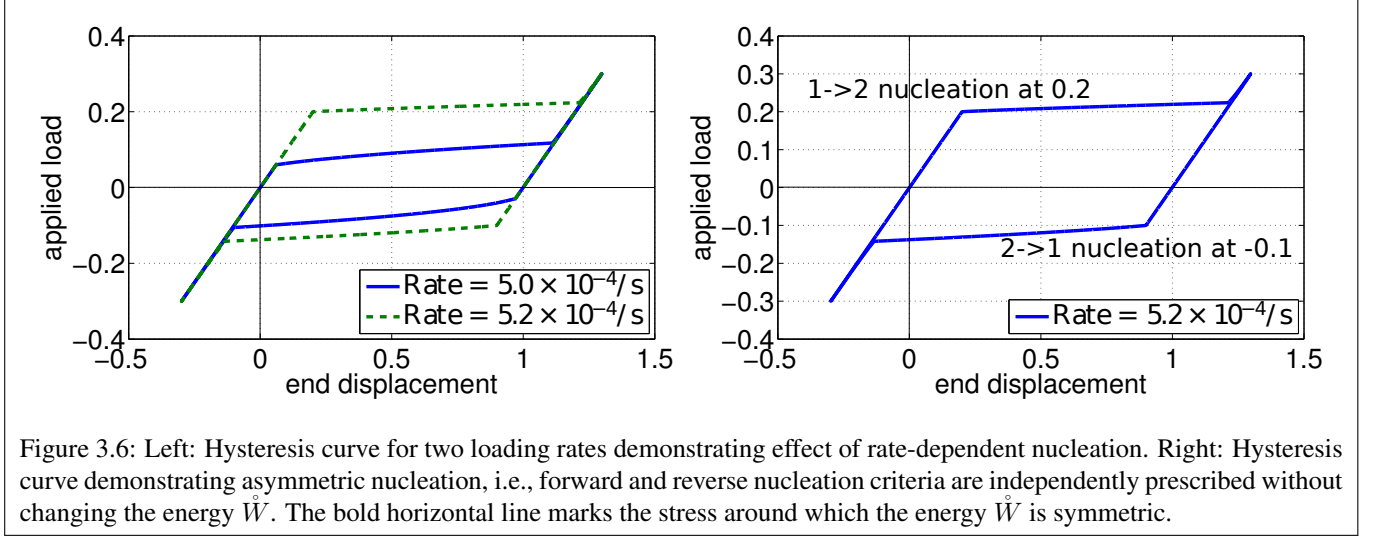 0.4
0.2
0
−0.2
−0.4
−0.5
0
0.5
1
1.5
applied load
end displacement
Rate = 5.0 × 10⁻⁴/s
Rate = 5.2 × 10⁻⁴/s
0.4
0.3
0.2
0.1
0
−0.1
−0.2
−0.3
−0.4
−0.5
0
0.5
1
1.5
applied load
end displacement
1->2 nucleation at 0.2
2->1 nucleation at -0.1
Rate = 5.2 × 10⁻⁴/s
Figure 3.6: Left: Hysteresis curve for two loading rates demonstrating effect of rate-dependent nucleation. Right: Hysteresis
curve demonstrating asymmetric nucleation, i.e., forward and reverse nucleation criteria are independently prescribed without
changing the energy W̊̊. The bold horizontal line marks the stress around which the energy W̊̊ is symmetric.